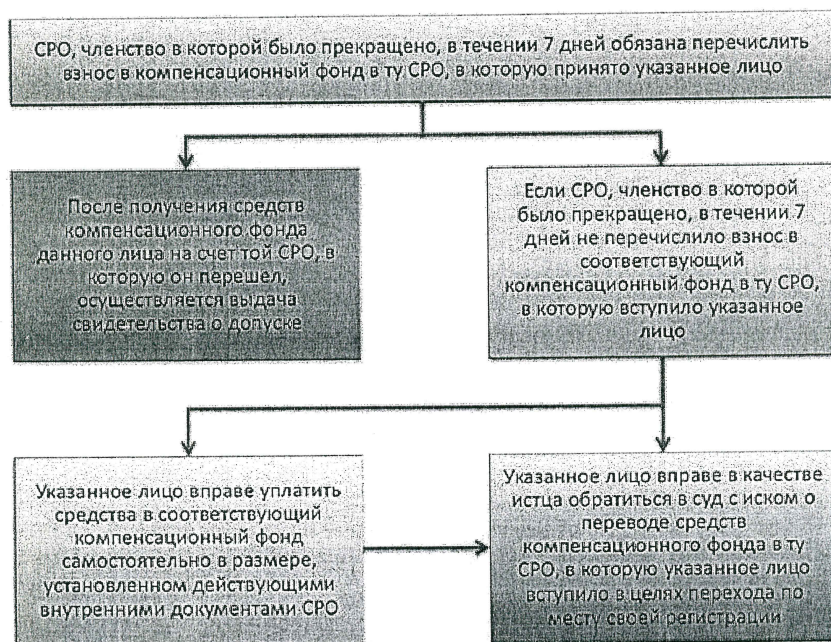 СРО, членство в которой было прекращено, в течении 7 дней обязана перечислить
взнос в компенсационный фонд в ту СРО, в которую принято указанное лицо
После получения средств
компенсационного фонда
данного лица на счет той СРО, в
которую он перешел,
осуществляется выдача
свидетельства о допуске
Если СРО, членство в которой
было прекращено, в течении 7
дней не перечислило взнос в
соответствующий
компенсационный фонд в ту СРО,
в которую вступило указанное
лицо
Указанное лицо вправе уплатить
средства в соответствующий
компенсационный фонд
самостоятельно в размере,
установленном действующими
внутренними документами СРО
Указанное лицо вправе в качестве
истца обратиться в суд с иском о
переводе средств
компенсационного фонда в ту
СРО, в которую указанное лицо
вступило в целях перехода по
месту своей регистрации